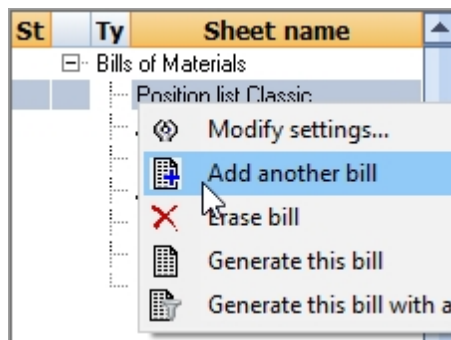 St Ty Sheet name
Bills of Materials
Position list Classic
Modify settings...
Add another bill
Erase bill
Generate this bill
Generate this bill with a